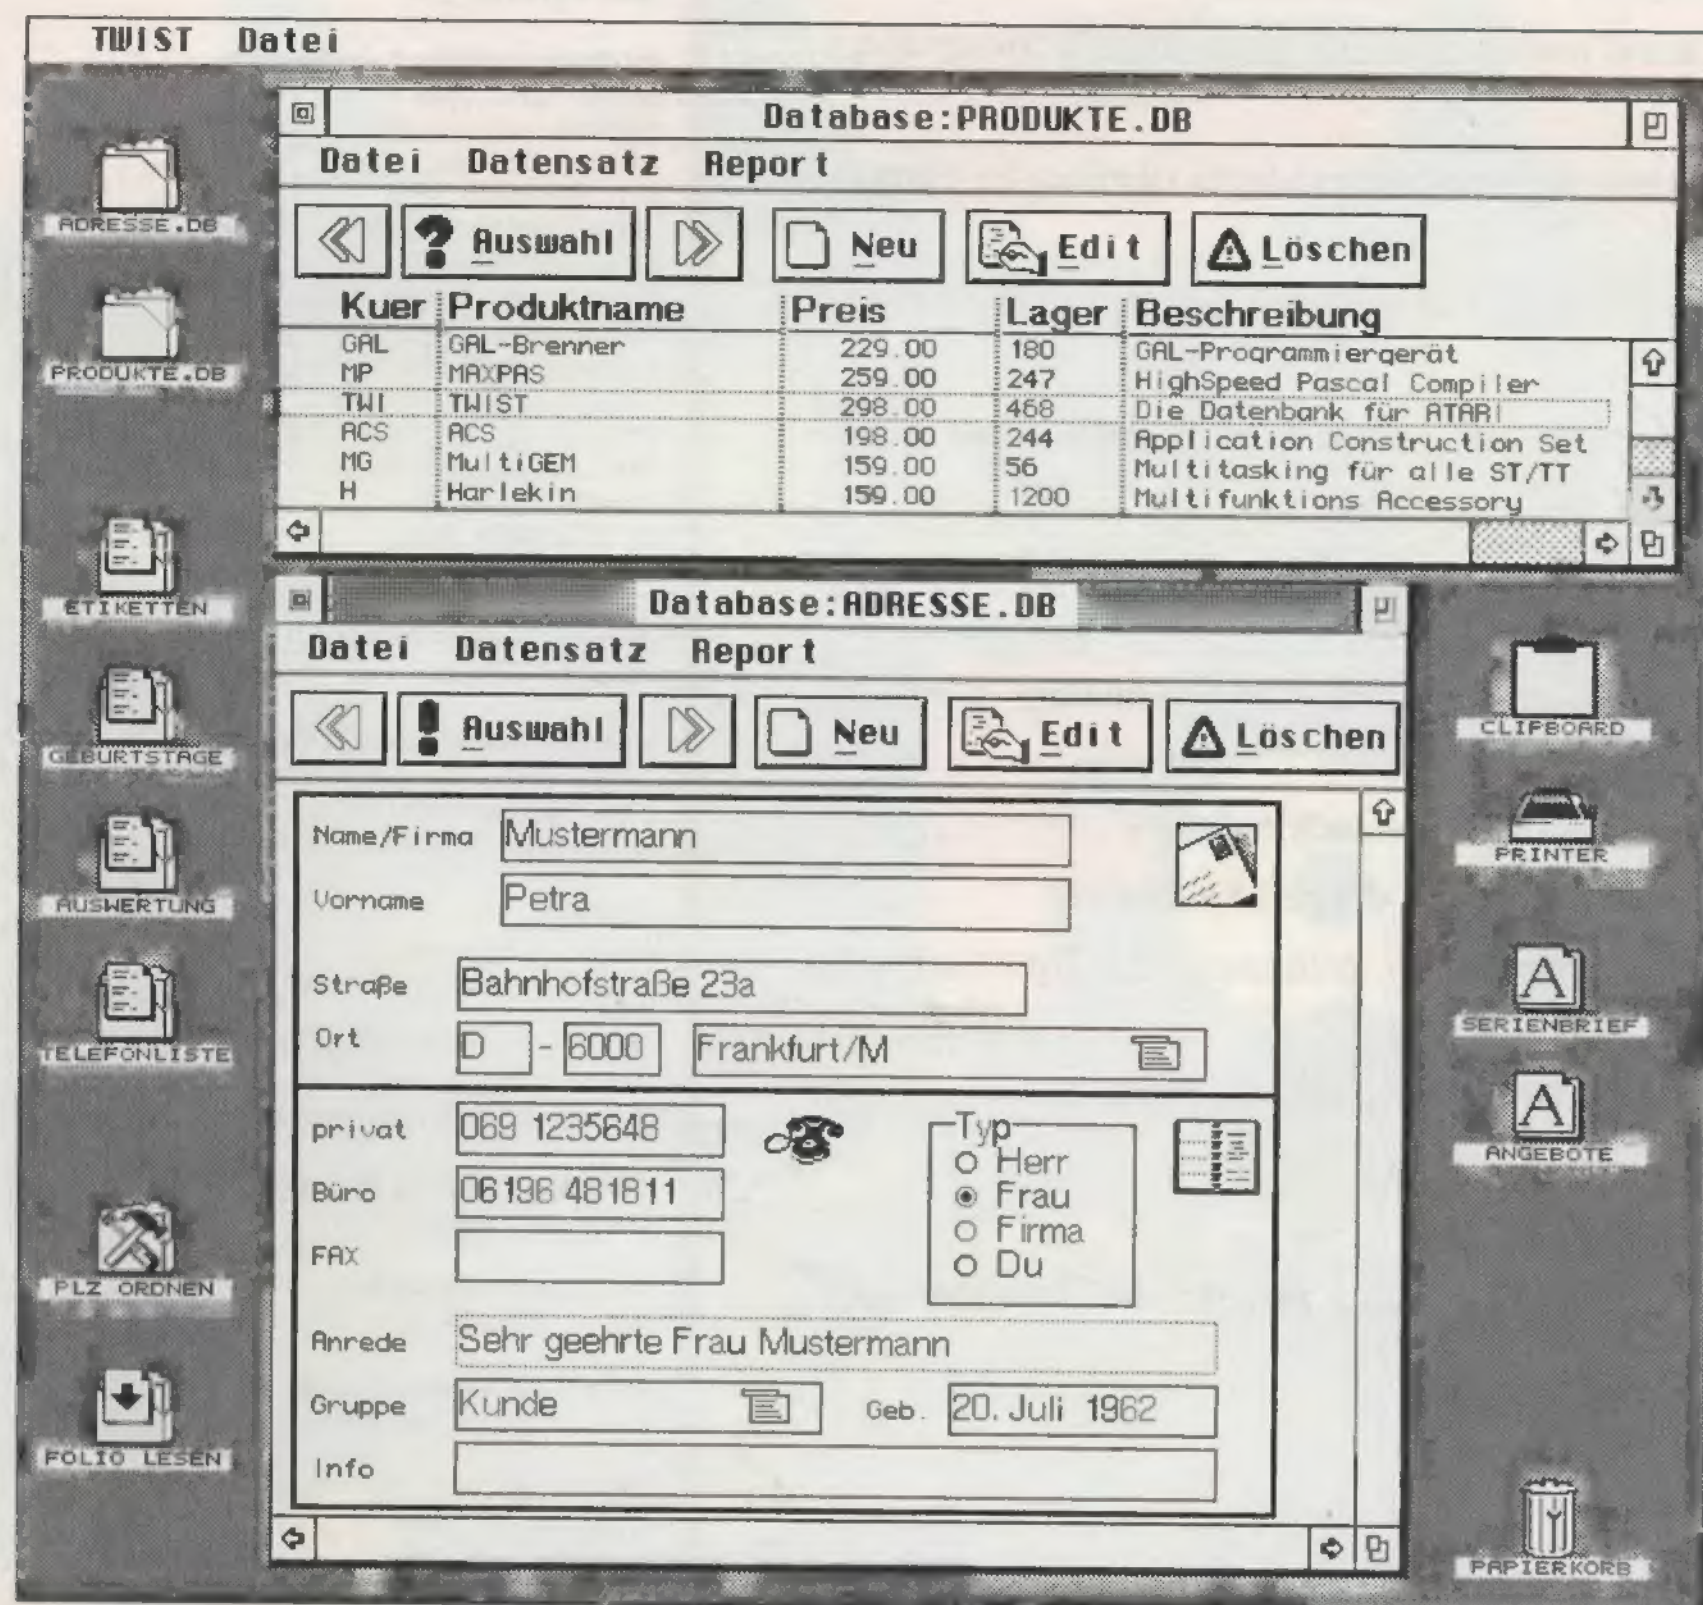 TWIST Datei
ADRESSE.DB
PRODUKTE.DB
ETIKETTEN
GEBURTSTAGE
AUSWERTUNG
TELEFONLISTE
PLZ ORDNEN
FOLIO LESEN
Database:PRODUKTE.DB
Datei Datensatz Report
? Auswahl Neu Edit Löschen
Kuer Produktname Preis Lager Beschreibung
GAL GAL-Brenner 229.00 180 GAL-Programmiergerät
MP MAXPAS 259.00 247 HighSpeed Pascal Compiler
TWI TWIST 298.00 468 Die Datenbank für ATARI
ACS ACS 198.00 244 Application Construction Set
MG MultiGEM 159.00 56 Multitasking für alle ST/TT
H Harlekin 159.00 1200 Multifunktions Accessory
Database:ADRESSE.DB
Datei Datensatz Report
! Auswahl Neu Edit Löschen
Name/Firma Mustermann
Vorname Petra
Straße Bahnhofstraße 23a
Ort D - 6000 Frankfurt/M
privat 069 1235648
Büro 06196 481811
FAX
Typ
Herr
Frau
Firma
Du
Anrede Sehr geehrte Frau Mustermann
Gruppe Kunde Geb. 20. Juli 1962
Info
CLIPBOARD
PRINTER
A
SERIENBRIEF
A
ANGEBOTE
PAPIERKORB